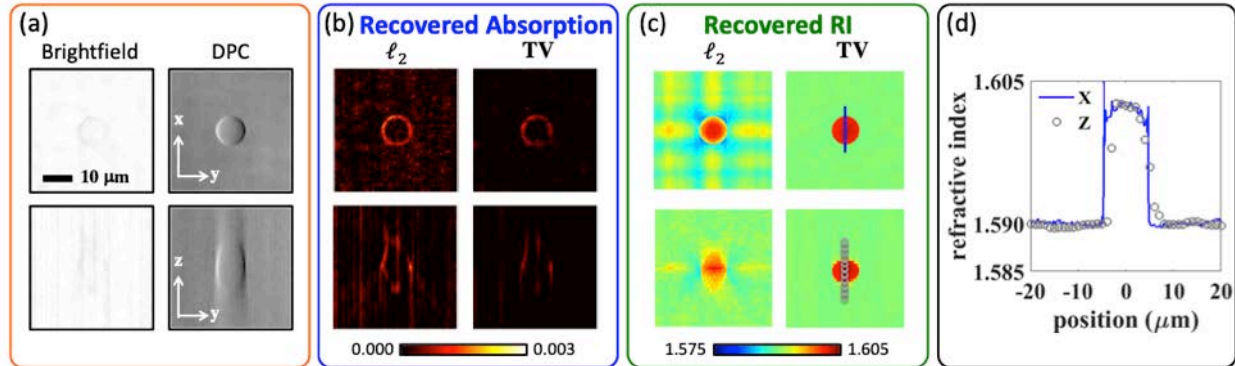 (a)
Brightfield DPC
x
y
10 μm
z
y
(b) Recovered Absorption
ℓ₂ TV
0.000 0.003
(c) Recovered RI
ℓ₂ TV
1.575 1.605
(d)
1.605
X
Z
refractive index
1.590
1.585
-20 -10 0 10 20
position (μm)